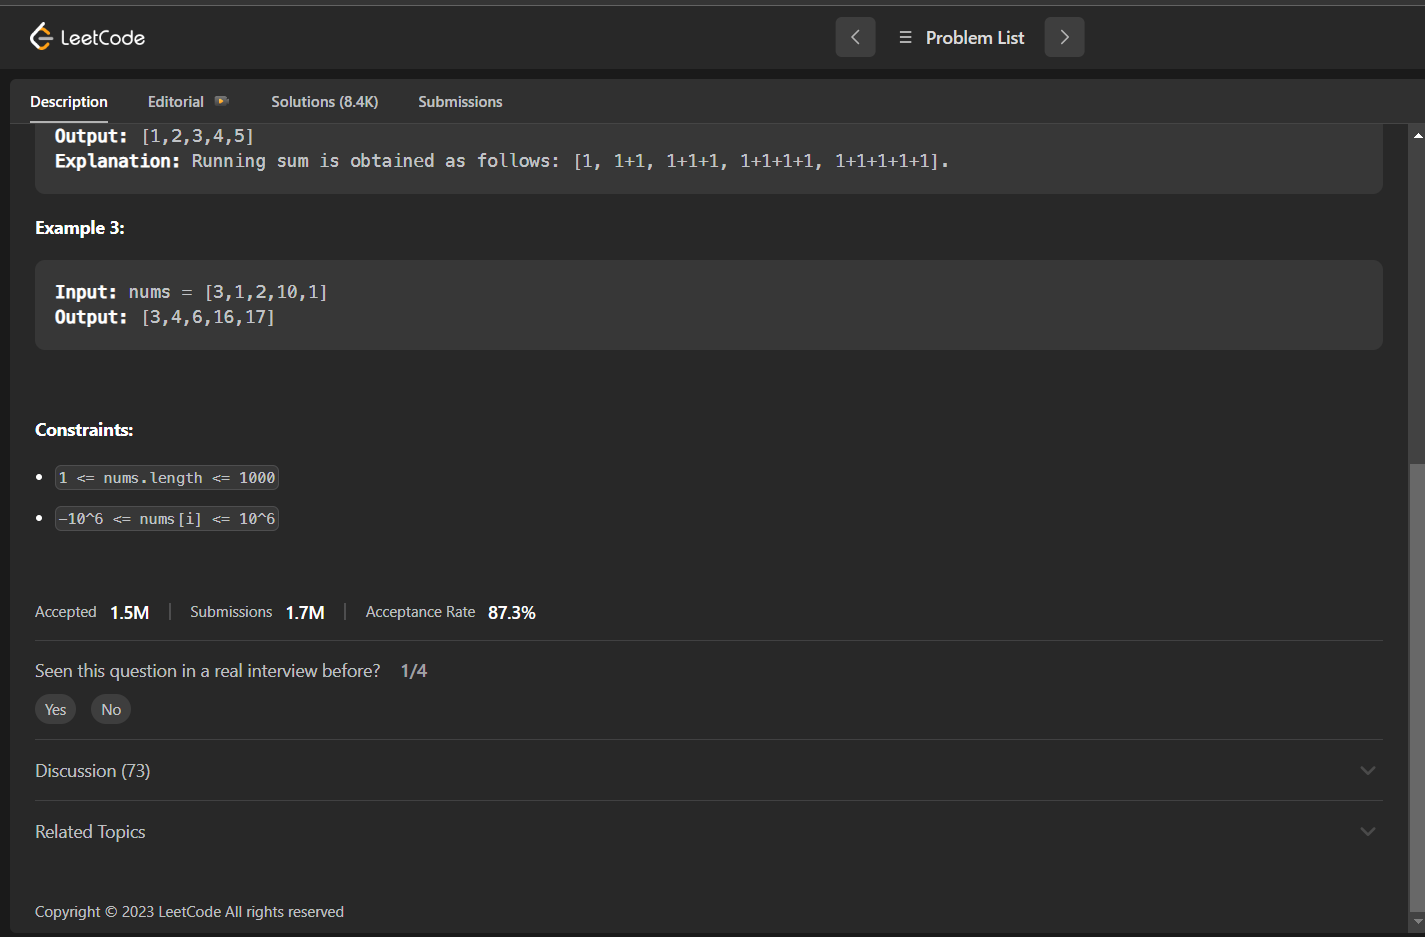 LeetCode
Problem List
Description Editorial Solutions (8.4K) Submissions
Output: [1,2,3,4,5]
Explanation: Running sum is obtained as follows: [1, 1+1, 1+1+1, 1+1+1+1, 1+1+1+1+1].
Example 3:
Input: nums = [3,1,2,10,1]
Output: [3,4,6,16,17]
Constraints:
• 1 <= nums.length <= 1000
• -10^6 <= nums[i] <= 10^6
Accepted 1.5M | Submissions 1.7M | Acceptance Rate 87.3%
Seen this question in a real interview before? 1/4
Yes No
Discussion (73)
Related Topics
Copyright © 2023 LeetCode All rights reserved